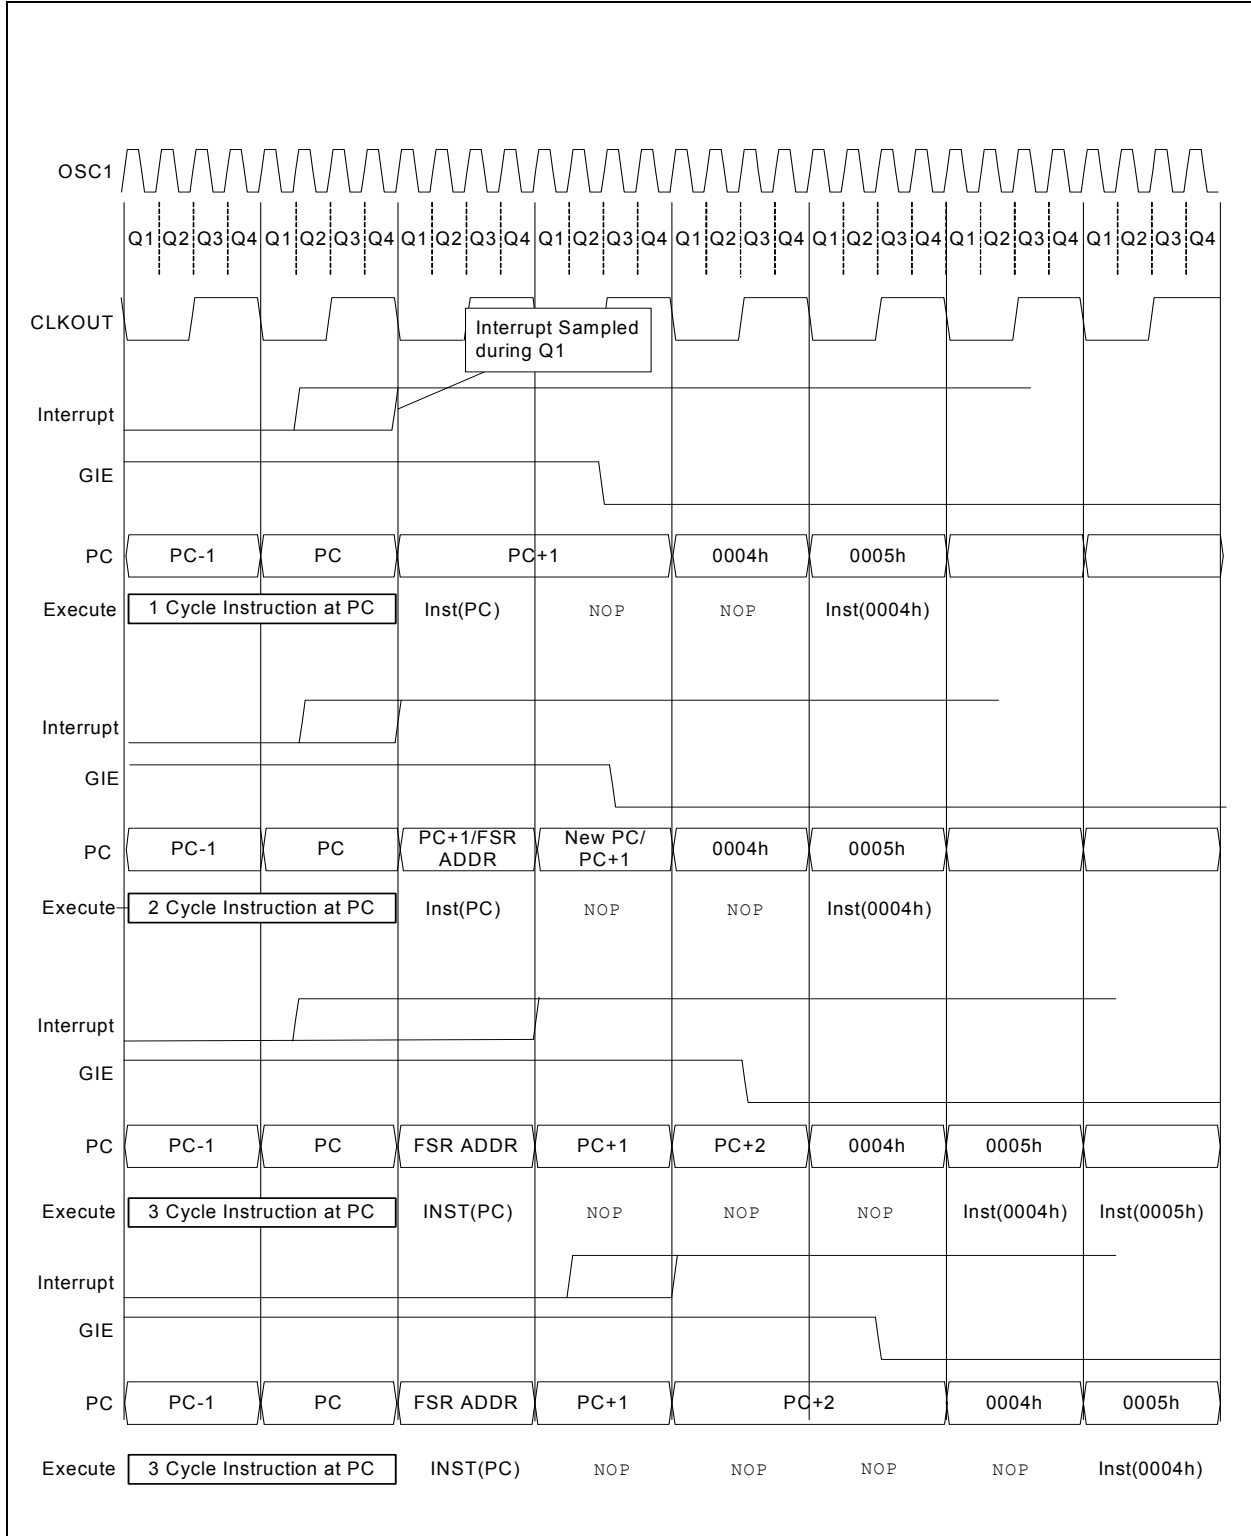 OSC1
Q1 Q2 Q3 Q4 Q1 Q2 Q3 Q4 Q1 Q2 Q3 Q4 Q1 Q2 Q3 Q4 Q1 Q2 Q3 Q4 Q1 Q2 Q3 Q4 Q1 Q2 Q3 Q4 Q1 Q2 Q3 Q4
CLKOUT
Interrupt Sampled
during Q1
Interrupt
GIE
PC PC-1 PC PC+1 0004h 0005h
Execute 1 Cycle Instruction at PC Inst(PC) NOP NOP Inst(0004h)
Interrupt
GIE
PC PC-1 PC PC+1/FSR ADDR New PC/ PC+1 0004h 0005h
Execute 2 Cycle Instruction at PC Inst(PC) NOP NOP Inst(0004h)
Interrupt
GIE
PC PC-1 PC FSR ADDR PC+1 PC+2 0004h 0005h
Execute 3 Cycle Instruction at PC INST(PC) NOP NOP NOP Inst(0004h) Inst(0005h)
Interrupt
GIE
PC PC-1 PC FSR ADDR PC+1 PC+2 0004h 0005h
Execute 3 Cycle Instruction at PC INST(PC) NOP NOP NOP NOP Inst(0004h)